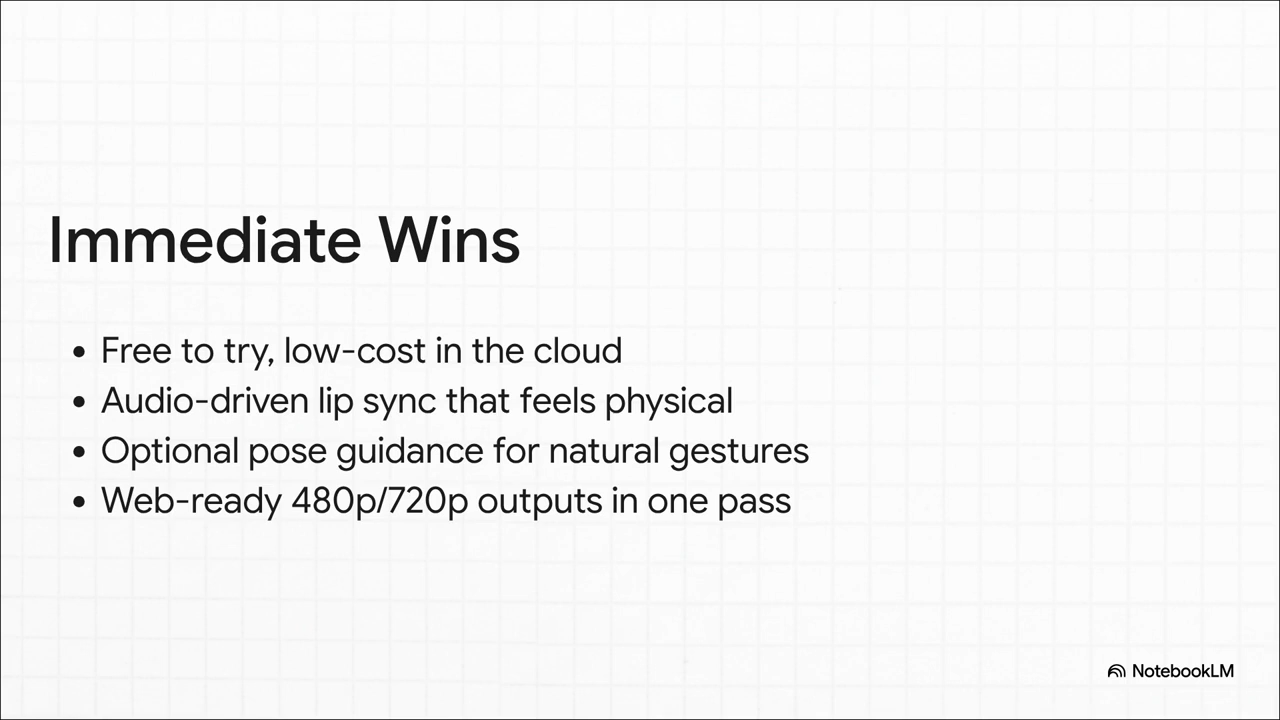 Immediate Wins
• Free to try, low-cost in the cloud
• Audio-driven lip sync that feels physical
• Optional pose guidance for natural gestures
• Web-ready 480p/720p outputs in one pass
NotebookLM